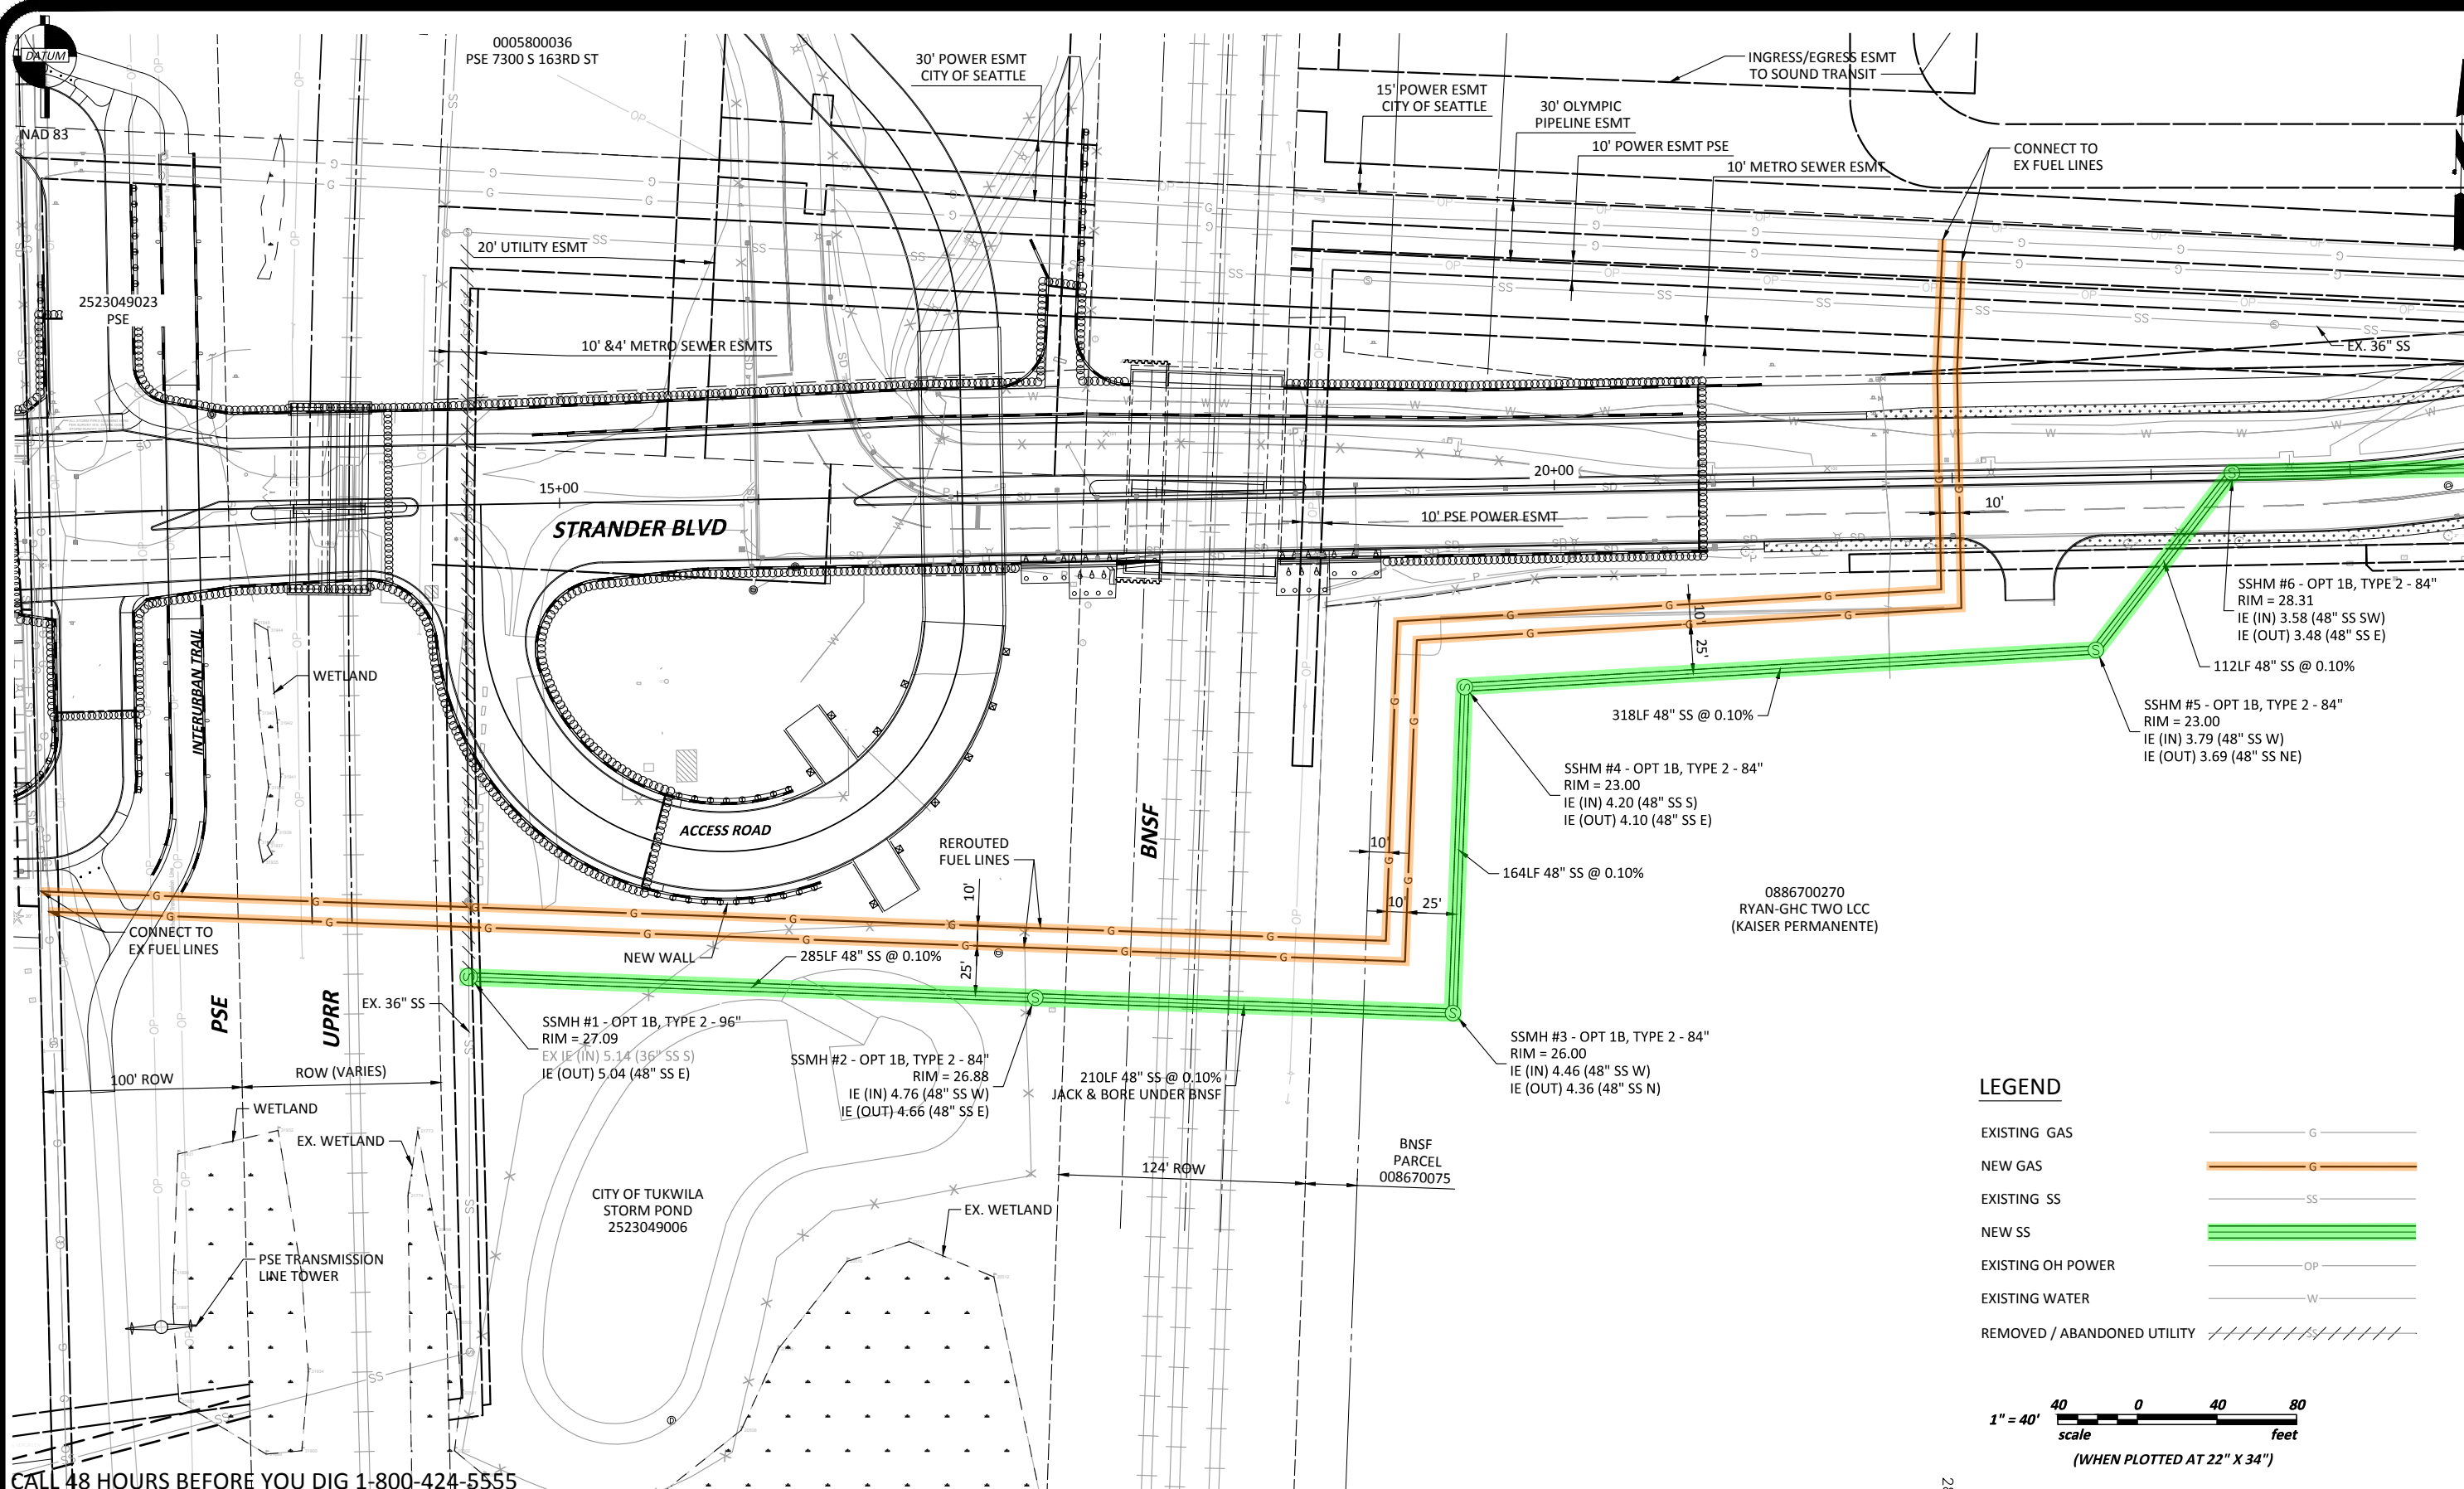 DATUM
NAD 83
0005800036
PSE 7300 S 163RD ST
30' POWER ESMT
CITY OF SEATTLE
15' POWER ESMT
CITY OF SEATTLE
30' OLYMPIC
PIPELINE ESMT
10' POWER ESMT PSE
10' METRO SEWER ESMT
INGRESS/EGRESS ESMT
TO SOUND TRANSIT
CONNECT TO
EX FUEL LINES
20' UTILITY ESMT
2523049023
PSE
10' &4' METRO SEWER ESMTS
EX. 36" SS
15+00
20+00
STRANDER BLVD
10' PSE POWER ESMT
10'
INTERURBAN TRAIL
WETLAND
10'
25'
SSHM #6 - OPT 1B, TYPE 2 - 84"
RIM = 28.31
IE (IN) 3.58 (48" SS SW)
IE (OUT) 3.48 (48" SS E)
112LF 48" SS @ 0.10%
318LF 48" SS @ 0.10%
SSHM #5 - OPT 1B, TYPE 2 - 84"
RIM = 23.00
IE (IN) 3.79 (48" SS W)
IE (OUT) 3.69 (48" SS NE)
SSHM #4 - OPT 1B, TYPE 2 - 84"
RIM = 23.00
IE (IN) 4.20 (48" SS S)
IE (OUT) 4.10 (48" SS E)
ACCESS ROAD
BNSF
REROUTED
FUEL LINES
10'
164LF 48" SS @ 0.10%
0886700270
RYAN-GHC TWO LCC
(KAISER PERMANENTE)
10'
10'
25'
CONNECT TO
EX FUEL LINES
NEW WALL
285LF 48" SS @ 0.10%
25'
PSE
UPRR
EX. 36" SS
SSMH #1 - OPT 1B, TYPE 2 - 96"
RIM = 27.09
EX IE (IN) 5.14 (36" SS S)
IE (OUT) 5.04 (48" SS E)
SSMH #2 - OPT 1B, TYPE 2 - 84"
RIM = 26.88
IE (IN) 4.76 (48" SS W)
IE (OUT) 4.66 (48" SS E)
210LF 48" SS @ 0.10%
JACK & BORE UNDER BNSF
SSMH #3 - OPT 1B, TYPE 2 - 84"
RIM = 26.00
IE (IN) 4.46 (48" SS W)
IE (OUT) 4.36 (48" SS N)
100' ROW
ROW (VARIES)
WETLAND
EX. WETLAND
124' ROW
BNSF
PARCEL
008670075
CITY OF TUKWILA
STORM POND
2523049006
EX. WETLAND
PSE TRANSMISSION
LINE TOWER
LEGEND
EXISTING GAS G
NEW GAS G
EXISTING SS SS
NEW SS
EXISTING OH POWER OP
EXISTING WATER W
REMOVED / ABANDONED UTILITY SS
40 0 40 80
1" = 40'
scale feet
(WHEN PLOTTED AT 22" X 34")
CALL 48 HOURS BEFORE YOU DIG 1-800-424-5555